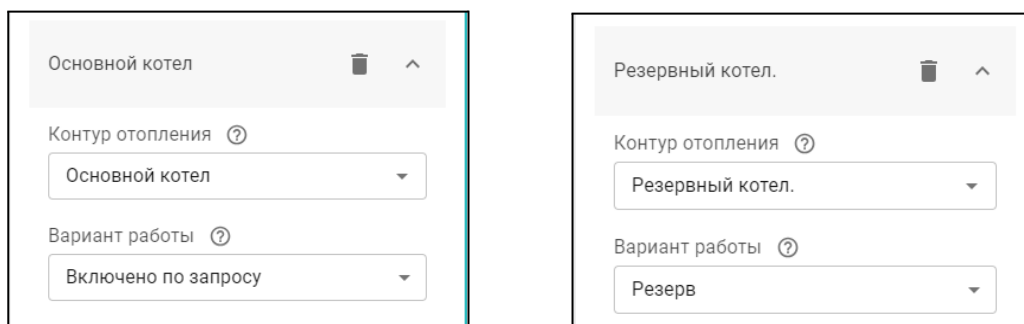 Основной котел
Контур отопления
Основной котел
Вариант работы
Включено по запросу
Резервный котел.
Контур отопления
Резервный котел.
Вариант работы
Резерв